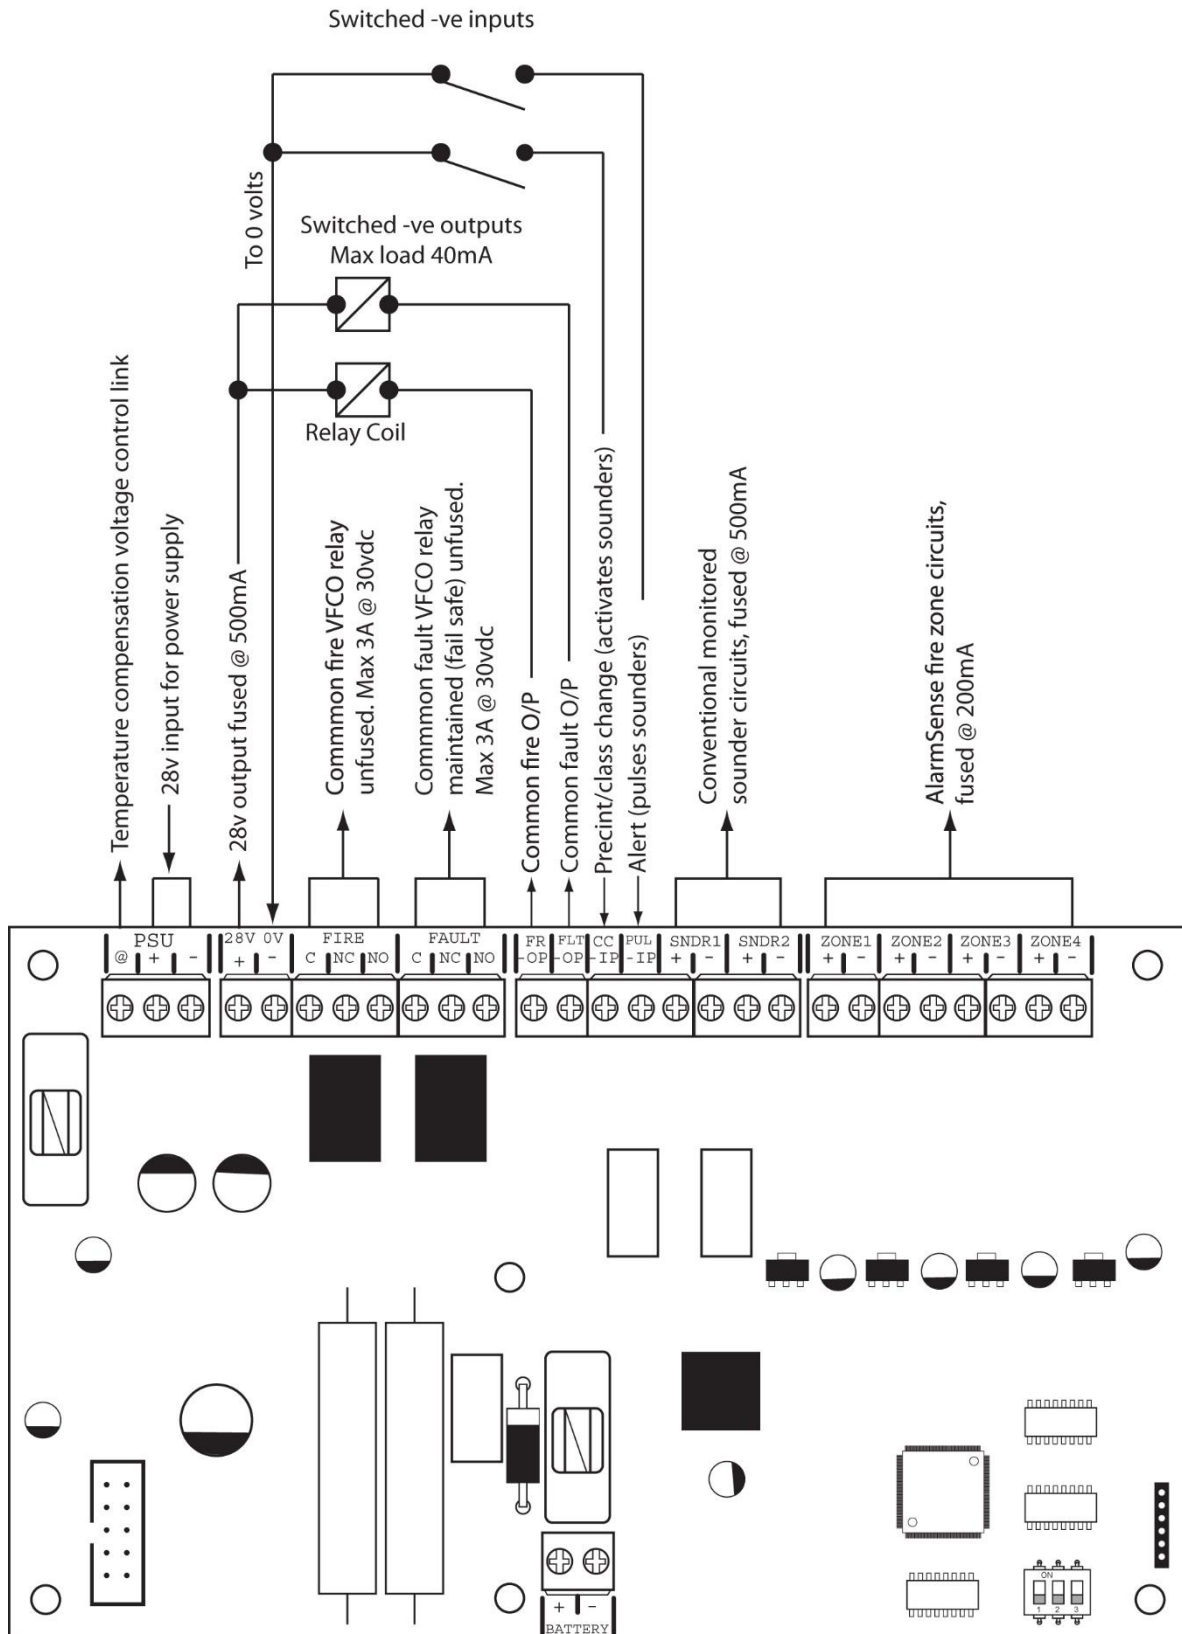 Switched -ve inputs
To 0 volts
Switched -ve outputs
Max load 40mA
Relay Coil
Temperature compensation voltage control link
28v input for power supply
28v output fused @ 500mA
Commmon fire VFCO relay
unfused. Max 3A @ 30vdc
Commmon fault VFCO relay
maintained (fail safe) unfused.
Max 3A @ 30vdc
Common fire O/P
Common fault O/P
Precint/class change (activates sounders)
Alert (pulses sounders)
Conventional monitored
sounder circuits, fused @ 500mA
AlarmSense fire zone circuits,
fused @ 200mA
PSU 28V 0V FIRE FAULT FR FLT CC PUL SNDR1 SNDR2 ZONE1 ZONE2 ZONE3 ZONE4
@ + - + - C NC NO C NC NO -OP -OP -IP -IP + - + - + - + - + - + -
ON
1 2 3
+ -
BATTERY